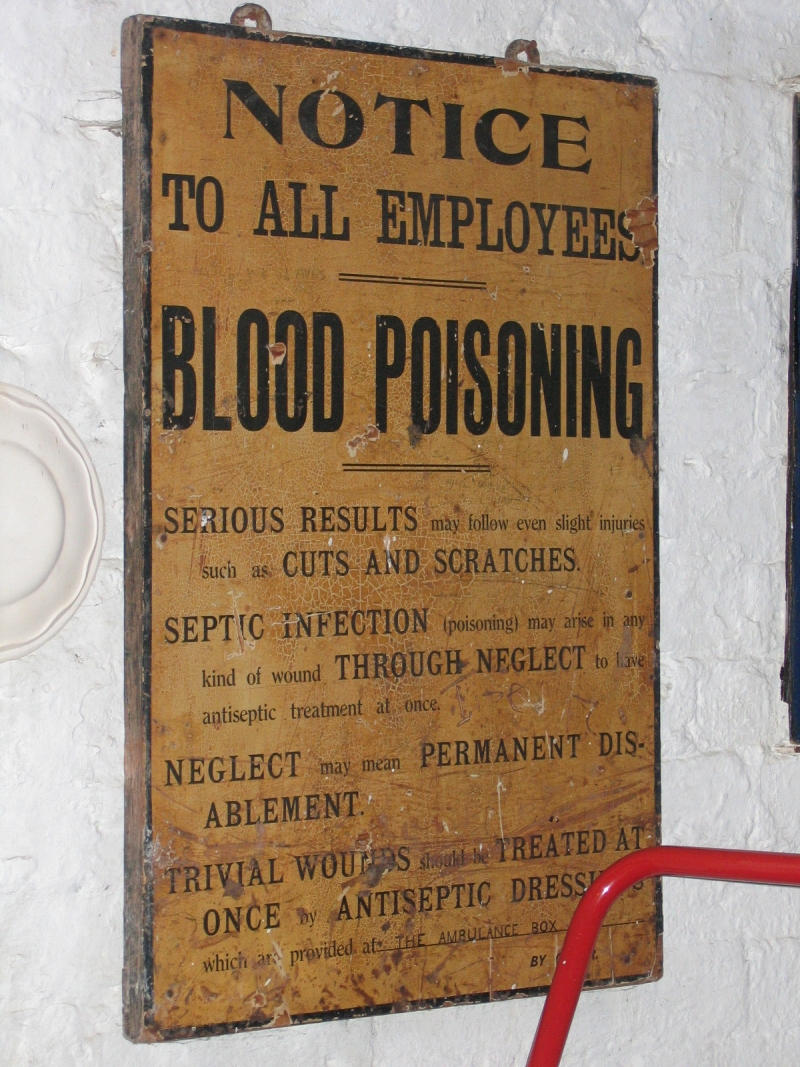 NOTICE
TO ALL EMPLOYEES.
BLOOD POISONING
SERIOUS RESULTS may follow even slight injuries
such as CUTS AND SCRATCHES.
SEPTIC INFECTION (poisoning) may arise in any
kind of wound THROUGH NEGLECT to have
antiseptic treatment at once.
NEGLECT may mean PERMANENT DIS-
ABLEMENT.
TRIVIAL WOUNDS should be TREATED AT
ONCE by ANTISEPTIC DRESSINGS
which are provided at THE AMBULANCE BOX
BY